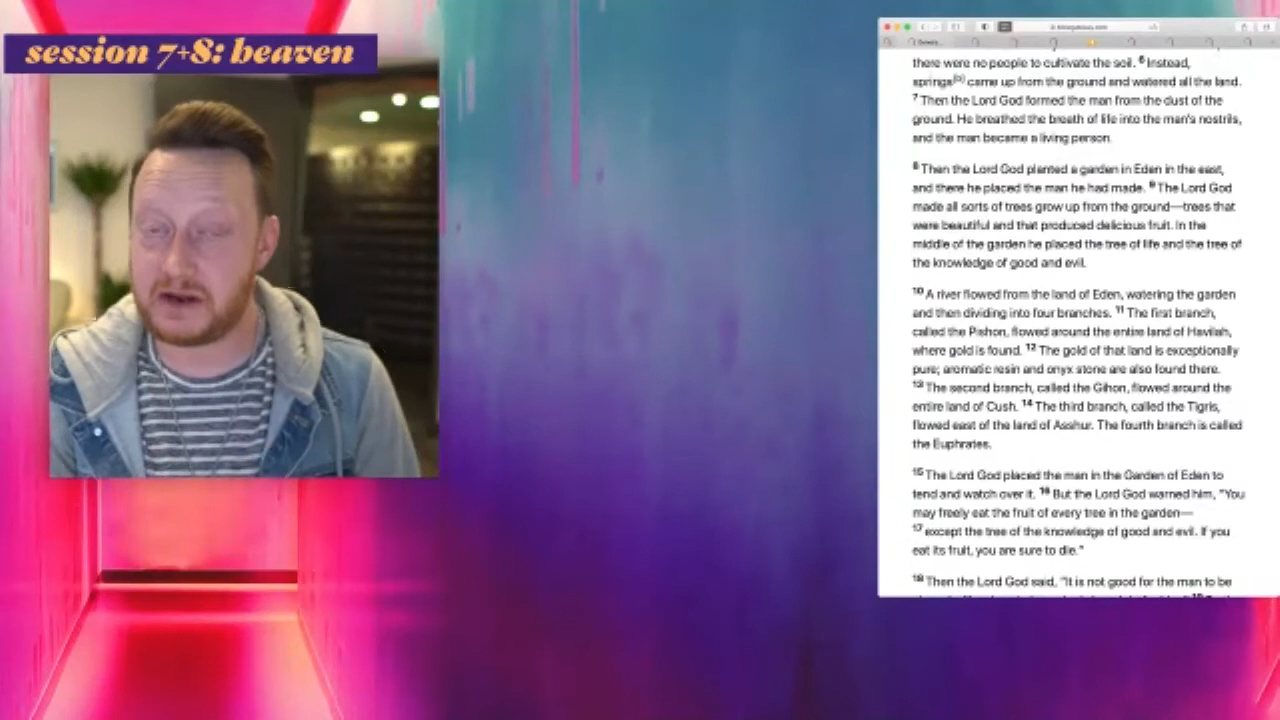 session 7+8: heaven
there were no people to cultivate the soil. 6 Instead,
springs[b] came up from the ground and watered all the land.
7 Then the Lord God formed the man from the dust of the
ground. He breathed the breath of life into the man's nostrils,
and the man became a living person.
8 Then the Lord God planted a garden in Eden in the east,
and there he placed the man he had made. 9 The Lord God
made all sorts of trees grow up from the ground—trees that
were beautiful and that produced delicious fruit. In the
middle of the garden he placed the tree of life and the tree of
the knowledge of good and evil.
10 A river flowed from the land of Eden, watering the garden
and then dividing into four branches. 11 The first branch,
called the Pishon, flowed around the entire land of Havilah,
where gold is found. 12 The gold of that land is exceptionally
pure; aromatic resin and onyx stone are also found there.
13 The second branch, called the Gihon, flowed around the
entire land of Cush. 14 The third branch, called the Tigris,
flowed east of the land of Asshur. The fourth branch is called
the Euphrates.
15 The Lord God placed the man in the Garden of Eden to
tend and watch over it. 16 But the Lord God warned him, "You
may freely eat the fruit of every tree in the garden—
17 except the tree of the knowledge of good and evil. If you
eat its fruit, you are sure to die."
18 Then the Lord God said, "It is not good for the man to be